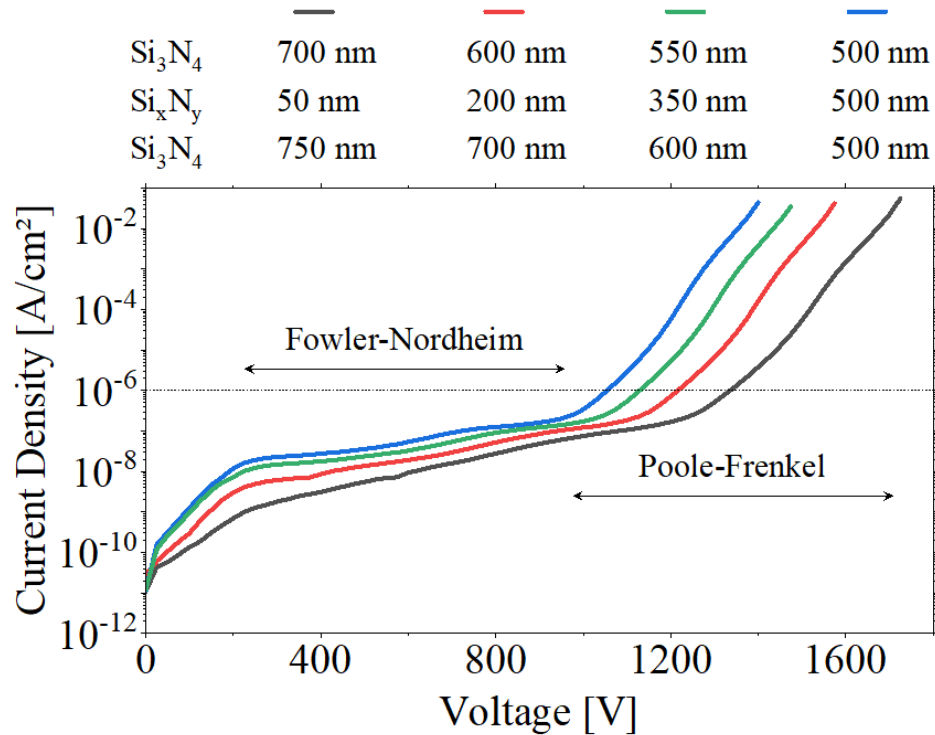 Si₃N₄ 700 nm 600 nm 550 nm 500 nm
SiₓNᵧ 50 nm 200 nm 350 nm 500 nm
Si₃N₄ 750 nm 700 nm 600 nm 500 nm
Current Density [A/cm²]
10⁻²
10⁻⁴
Fowler-Nordheim
10⁻⁶
10⁻⁸
Poole-Frenkel
10⁻¹⁰
10⁻¹²
0 400 800 1200 1600
Voltage [V]